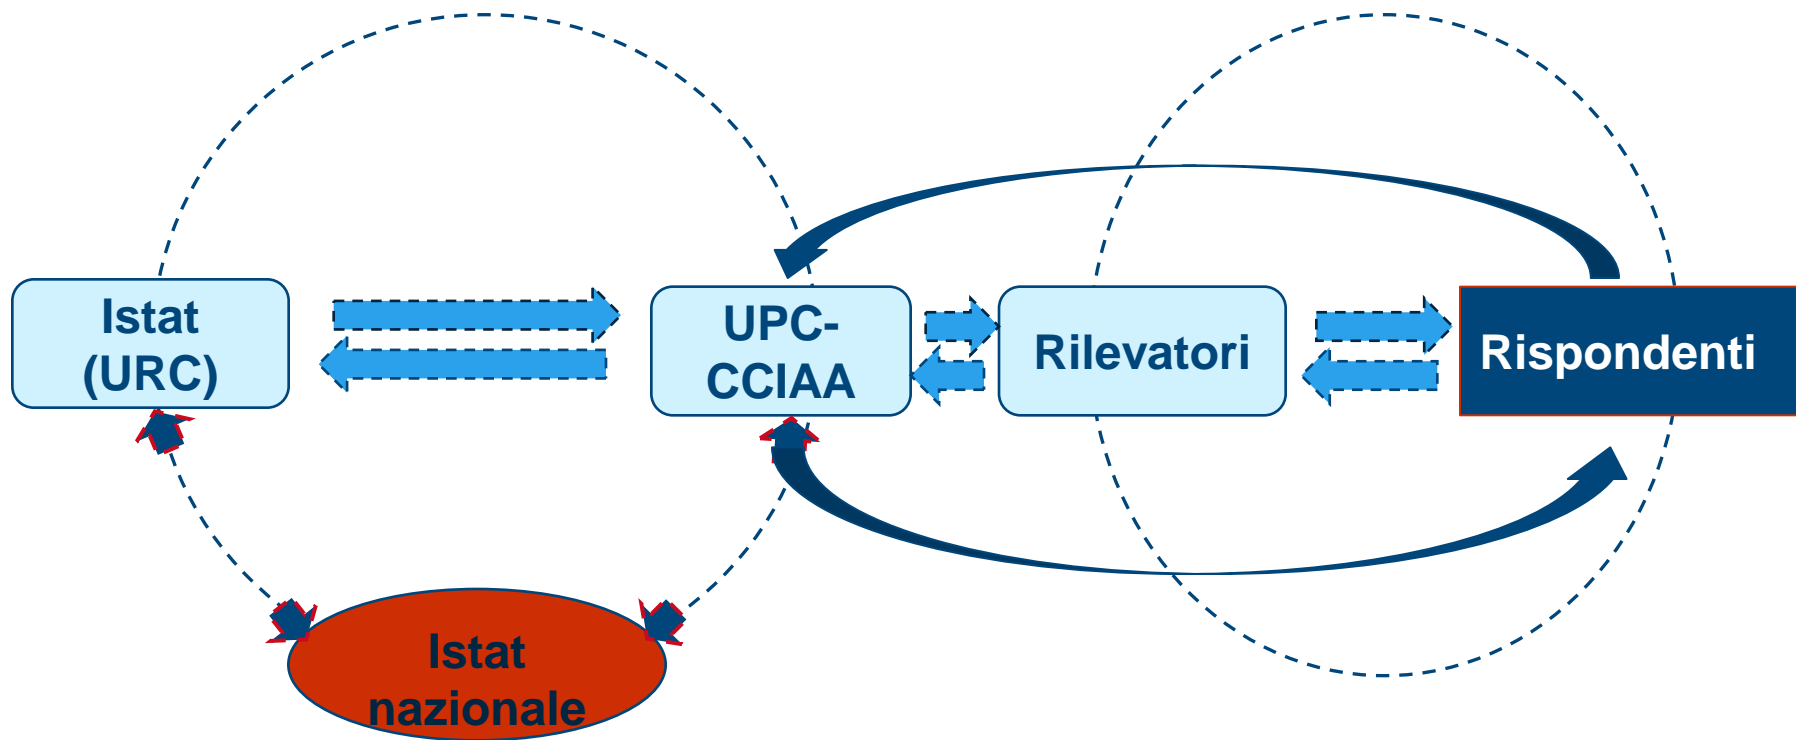 Istat
(URC)
UPC-
CCIAA
Rilevatori
Rispondenti
Istat
nazionale